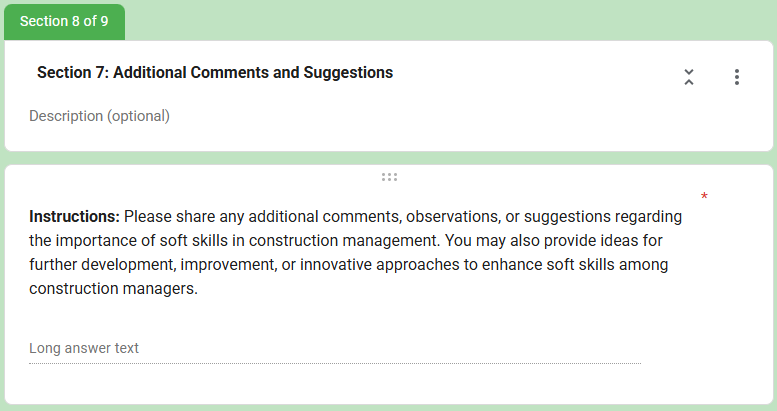 Section 8 of 9
Section 7: Additional Comments and Suggestions
Description (optional)
*
Instructions: Please share any additional comments, observations, or suggestions regarding
the importance of soft skills in construction management. You may also provide ideas for
further development, improvement, or innovative approaches to enhance soft skills among
construction managers.
Long answer text